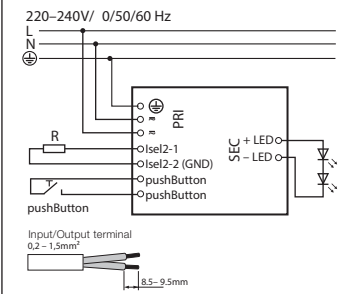 220–240V/ 0/50/60 Hz
L
N
PRI
R
Isel2-1
Isel2-2 (GND)
pushButton
pushButton
SEC
+ LED
– LED
pushButton
Input/Output terminal
0,2 – 1,5mm²
8.5– 9.5mm